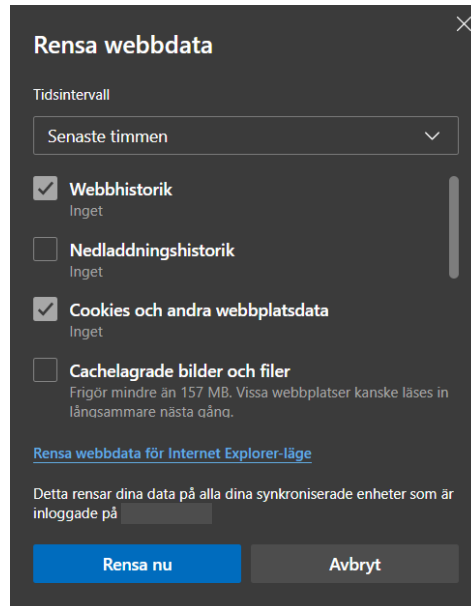 Rensa webbdata
Tidsintervall
Senaste timmen
Webbhistorik
Inget
Nedladdningshistorik
Inget
Cookies och andra webbplatsdata
Inget
Cachelagrade bilder och filer
Frigör mindre än 157 MB. Vissa webbplatser kanske läses in
långsammare nästa gång.
Rensa webbdata för Internet Explorer-läge
Detta rensar dina data på alla dina synkroniserade enheter som är
inloggade på
Rensa nu
Avbryt